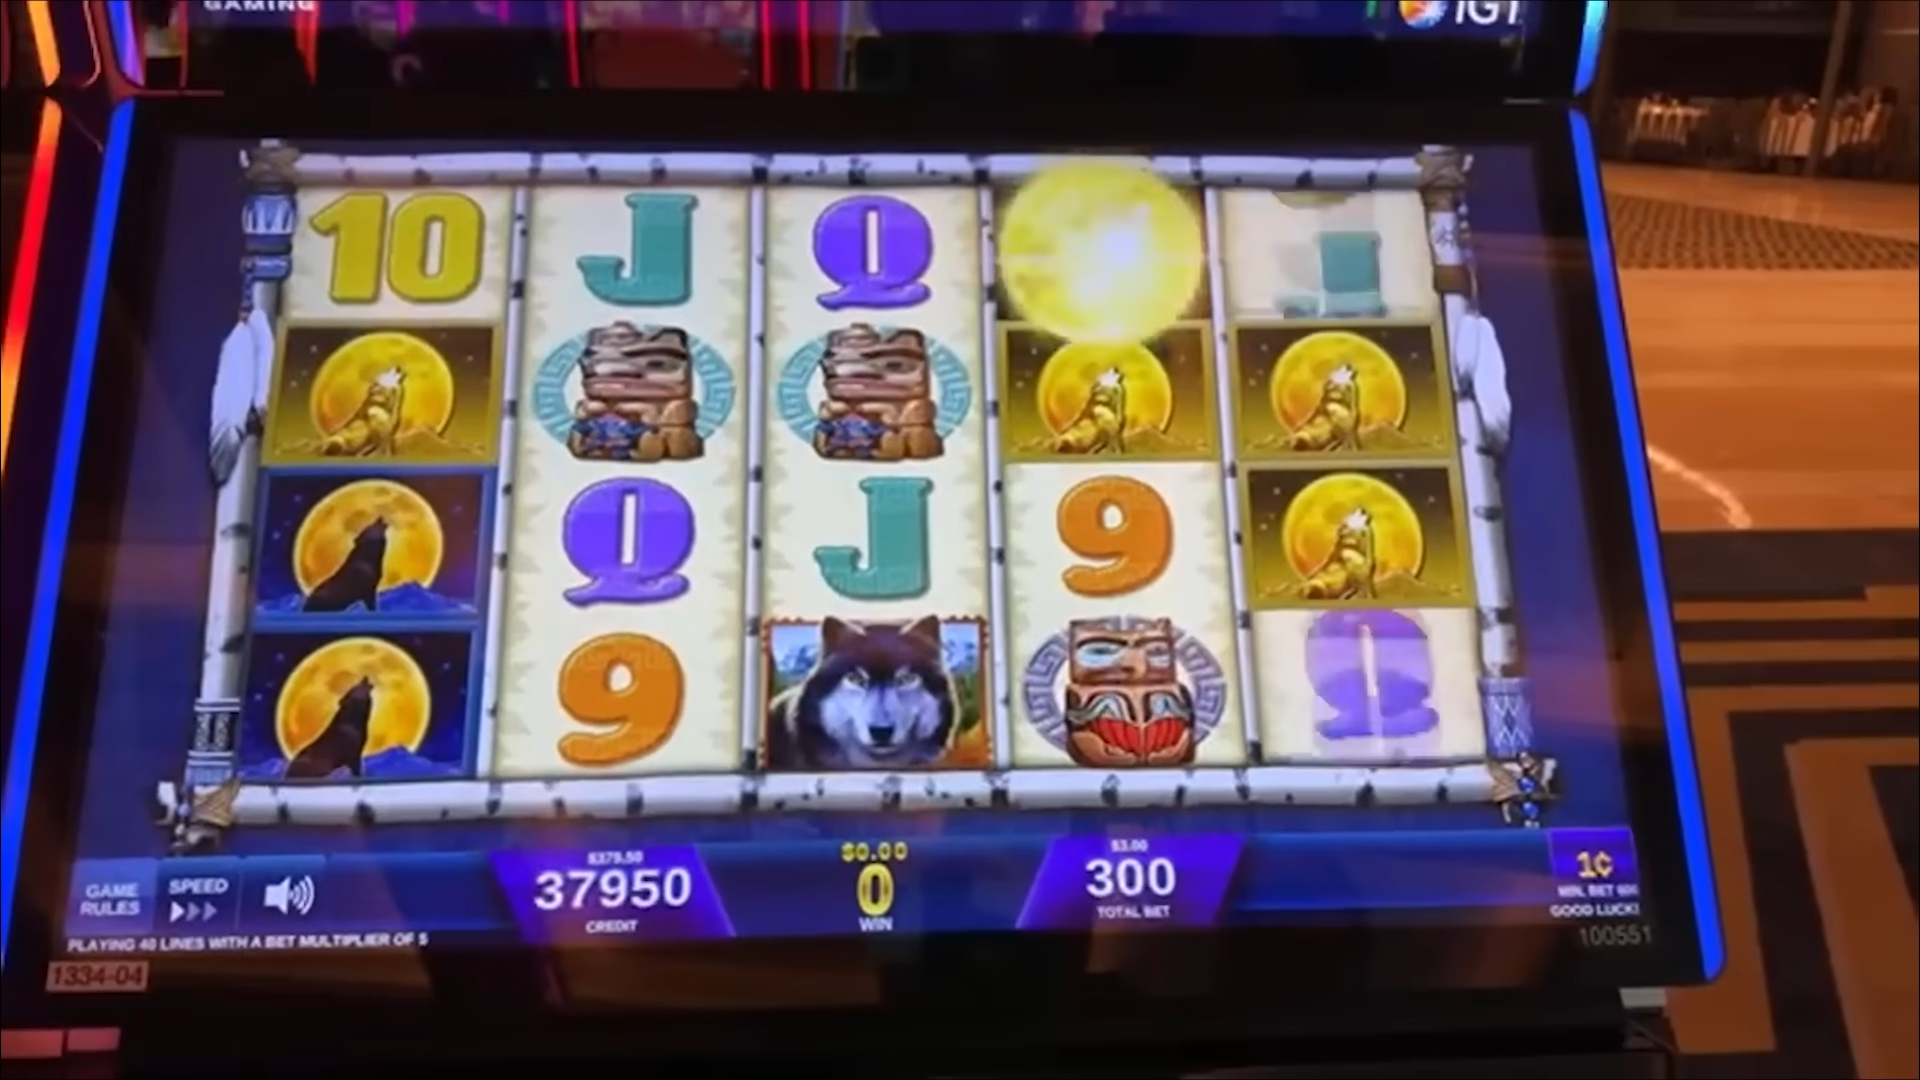 GAMING
IGT
10
J
Q
J
Q
J
9
9
Q
GAME
RULES
SPEED
$379.50
37950
CREDIT
$0.00
0
WIN
$3.00
300
TOTAL BET
1¢
GOOD LUCK!
PLAYING 40 LINES WITH A BET MULTIPLIER OF 5
100551
1334-04